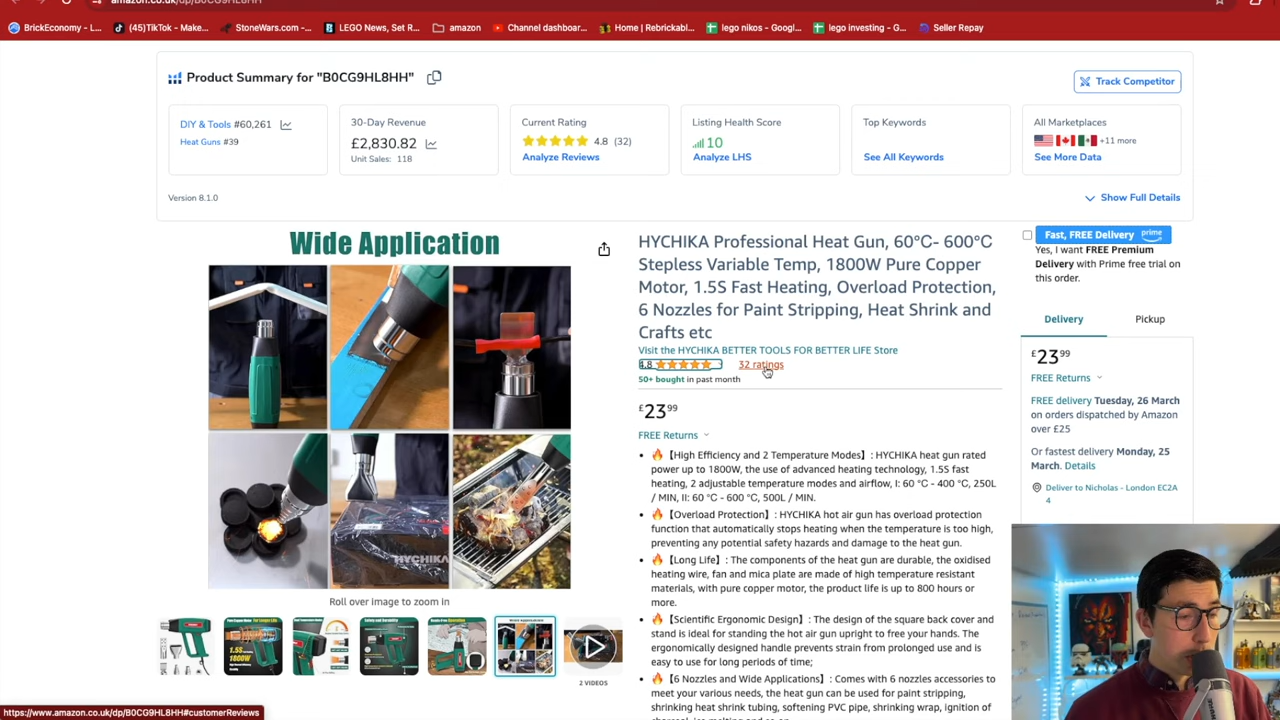 amazon.co.uk/dp/B0CG9HL8HH
BrickEconomy – L...
(45)TikTok - Make...
StoneWars.com -...
LEGO News, Set R...
amazon
Channel dashboar...
Home | Rebrickabl...
lego nikos - Googl...
lego investing - G...
Seller Repay
Product Summary for "B0CG9HL8HH"
Track Competitor
DIY & Tools #60,261
Heat Guns #39
30-Day Revenue
£2,830.82
Unit Sales: 118
Current Rating
4.8 (32)
Analyze Reviews
Listing Health Score
10
Analyze LHS
Top Keywords
See All Keywords
All Marketplaces
+11 more
See More Data
Version 8.1.0
Show Full Details
Wide Application
HYCHIKA
Roll over image to zoom in
1.5S
1800W
2 VIDEOS
HYCHIKA Professional Heat Gun, 60°C- 600°C
Stepless Variable Temp, 1800W Pure Copper
Motor, 1.5S Fast Heating, Overload Protection,
6 Nozzles for Paint Stripping, Heat Shrink and
Crafts etc
Visit the HYCHIKA BETTER TOOLS FOR BETTER LIFE Store
4.8
32 ratings
50+ bought in past month
£23 99
FREE Returns
🔥【High Efficiency and 2 Temperature Modes】: HYCHIKA heat gun rated
power up to 1800W, the use of advanced heating technology, 1.5S fast
heating, 2 adjustable temperature modes and airflow, I: 60 °C - 400 °C, 250L
/ MIN, II: 60 °C - 600 °C, 500L / MIN.
🔥【Overload Protection】: HYCHIKA hot air gun has overload protection
function that automatically stops heating when the temperature is too high,
preventing any potential safety hazards and damage to the heat gun.
🔥【Long Life】: The components of the heat gun are durable, the oxidised
heating wire, fan and mica plate are made of high temperature resistant
materials, with pure copper motor, the product life is up to 800 hours or
more.
🔥【Scientific Ergonomic Design】: The design of the square back cover and
stand is ideal for standing the hot air gun upright to free your hands. The
ergonomically designed handle prevents strain from prolonged use and is
easy to use for long periods of time;
🔥【6 Nozzles and Wide Applications】: Comes with 6 nozzles accessories to
meet your various needs, the heat gun can be used for paint stripping,
shrinking heat shrink tubing, softening PVC pipe, shrinking wrap, ignition of
Fast, FREE Delivery prime
Yes, I want FREE Premium
Delivery with Prime free trial on
this order.
Delivery
Pickup
£23 99
FREE Returns
FREE delivery Tuesday, 26 March
on orders dispatched by Amazon
over £25
Or fastest delivery Monday, 25
March. Details
Deliver to Nicholas - London EC2A
4
https://www.amazon.co.uk/dp/B0CG9HL8HH#customerReviews